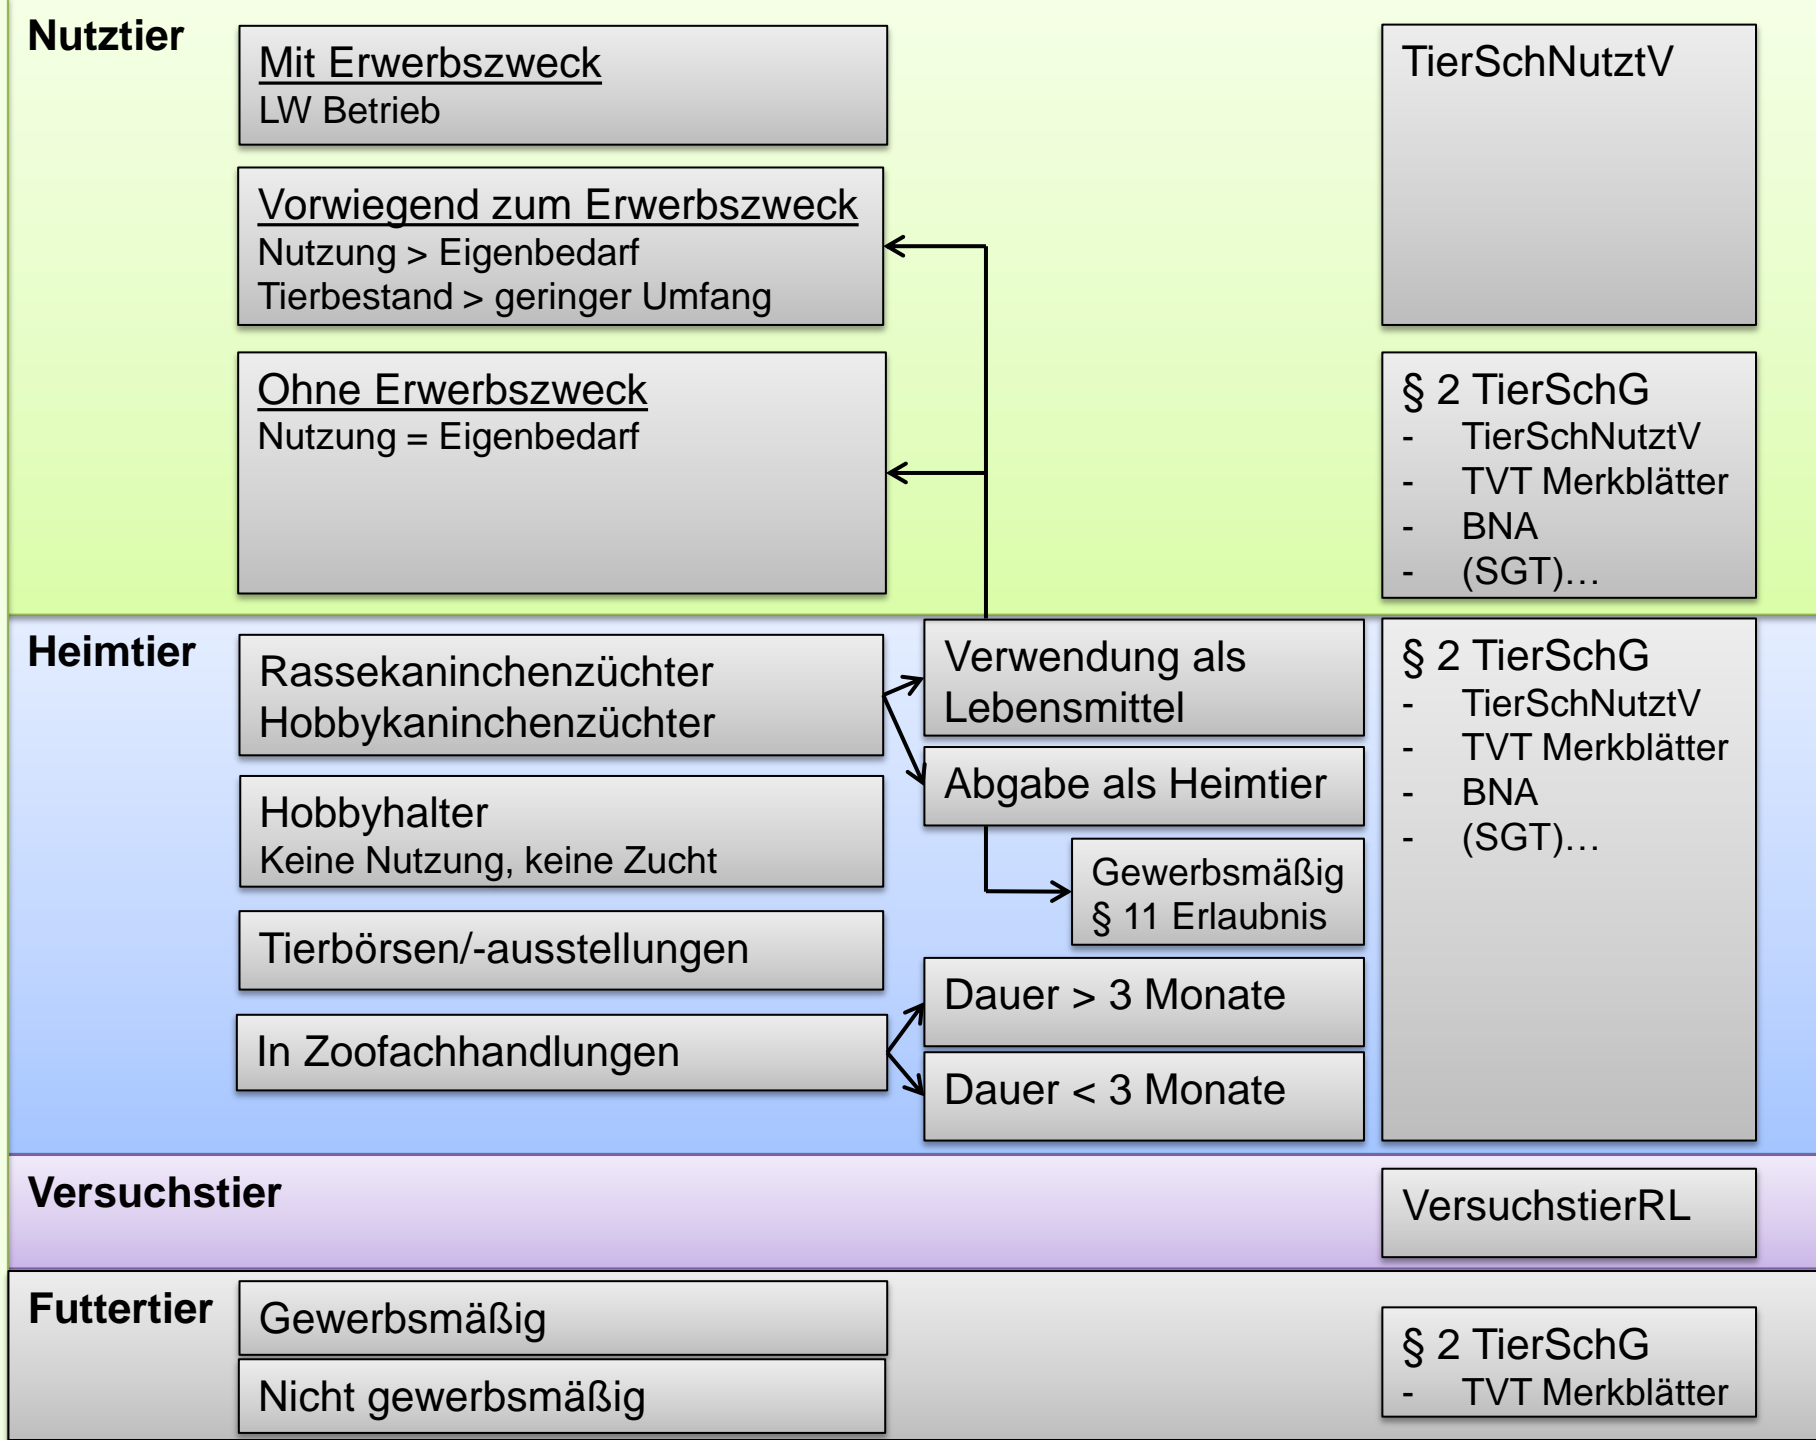 Nutztier
Mit Erwerbszweck
LW Betrieb
TierSchNutztV
Vorwiegend zum Erwerbszweck
Nutzung > Eigenbedarf
Tierbestand > geringer Umfang
Ohne Erwerbszweck
Nutzung = Eigenbedarf
§ 2 TierSchG
- TierSchNutztV
- TVT Merkblätter
- BNA
- (SGT)…
Heimtier
Rassekaninchenzüchter
Hobbykaninchenzüchter
Verwendung als
Lebensmittel
Abgabe als Heimtier
Gewerbsmäßig
§ 11 Erlaubnis
Hobbyhalter
Keine Nutzung, keine Zucht
Tierbörsen/-ausstellungen
In Zoofachhandlungen
Dauer > 3 Monate
Dauer < 3 Monate
§ 2 TierSchG
- TierSchNutztV
- TVT Merkblätter
- BNA
- (SGT)…
Versuchstier
VersuchstierRL
Futtertier
Gewerbsmäßig
Nicht gewerbsmäßig
§ 2 TierSchG
- TVT Merkblätter